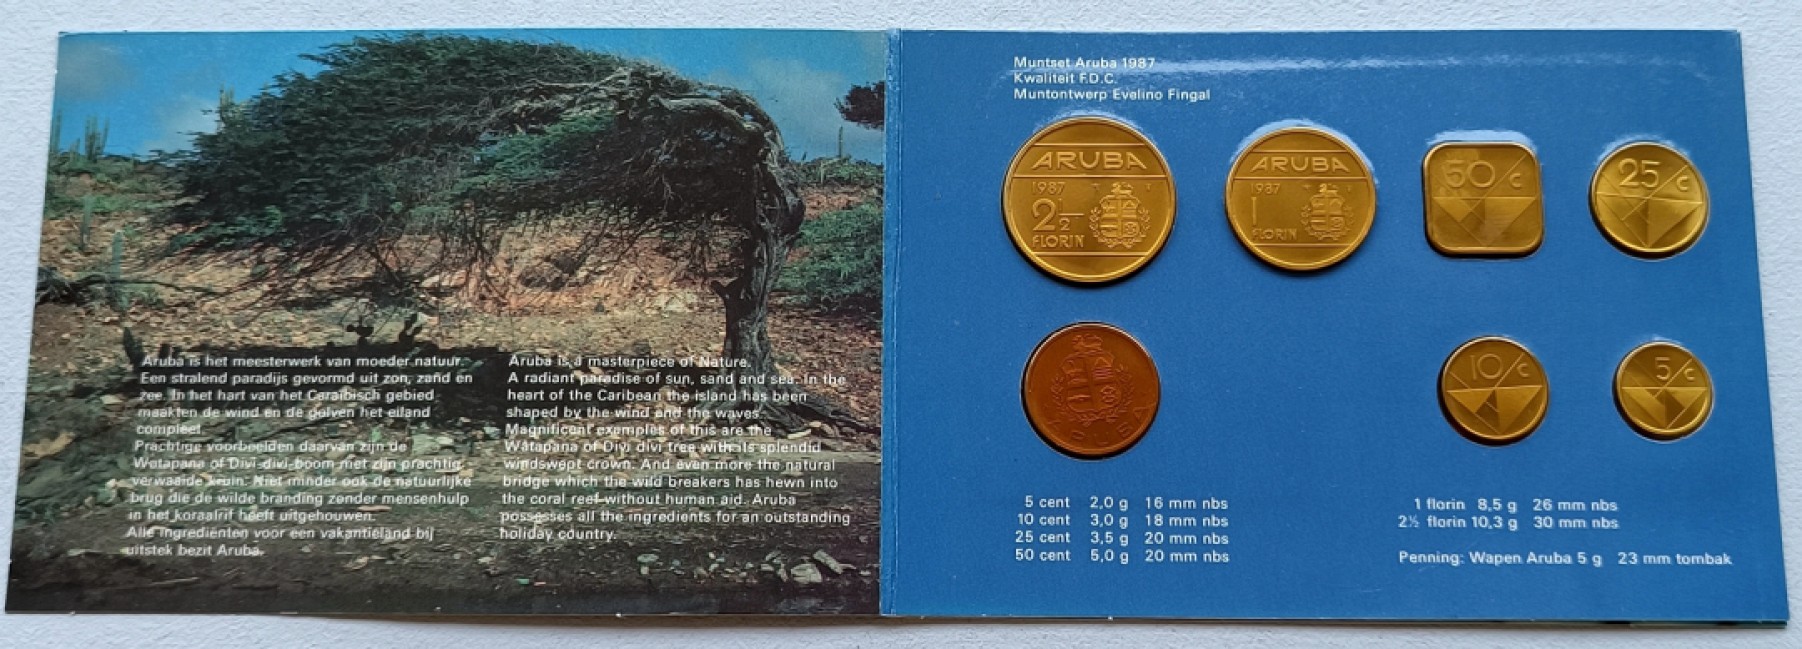 Aruba is het meesterwerk van moeder natuur.
Een stralend paradijs gevormd uit zon, zand en
zee. In het hart van het Caraïbisch gebied
maakten de wind en de golven het eiland
compleet.
Prachtige voorbeelden daarvan zijn de
Watapana of Divi-divi-boom met zijn prachtig
verwaaide kruin. Niet minder ook de natuurlijke
brug die de wilde branding zonder mensenhulp
in het koraalrif heeft uitgehouwen.
Alle ingrediënten voor een vakantieland bij
uitstek bezit Aruba.
Aruba is a masterpiece of Nature.
A radiant paradise of sun, sand and sea. In the
heart of the Caribean the island has been
shaped by the wind and the waves.
Magnificent examples of this are the
Watapana of Divi divi tree with its splendid
windswept crown. And even more the natural
bridge which the wild breakers has hewn into
the coral reef without human aid. Aruba
possesses all the ingredients for an outstanding
holiday country.
Muntset Aruba 1987
Kwaliteit F.D.C.
Muntontwerp Evelino Fingal
ARUBA
1987
2½
FLORIN
ARUBA
1987
1
FLORIN
50 c
25 c
10 c
5 c
5 cent 2,0 g 16 mm nbs
10 cent 3,0 g 18 mm nbs
25 cent 3,5 g 20 mm nbs
50 cent 5,0 g 20 mm nbs
1 florin 8,5 g 26 mm nbs
2½ florin 10,3 g 30 mm nbs
Penning: Wapen Aruba 5 g 23 mm tombak